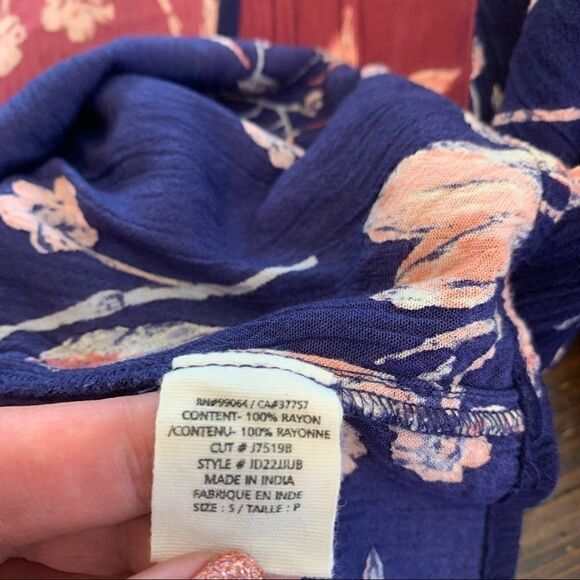 RN#99064 / CA#37757
CONTENT- 100% RAYON
/CONTENU- 100% RAYONNE
CUT # J7519B
STYLE # JD22JJUB
MADE IN INDIA
FABRIQUE EN INDE
SIZE : S / TAILLE : P